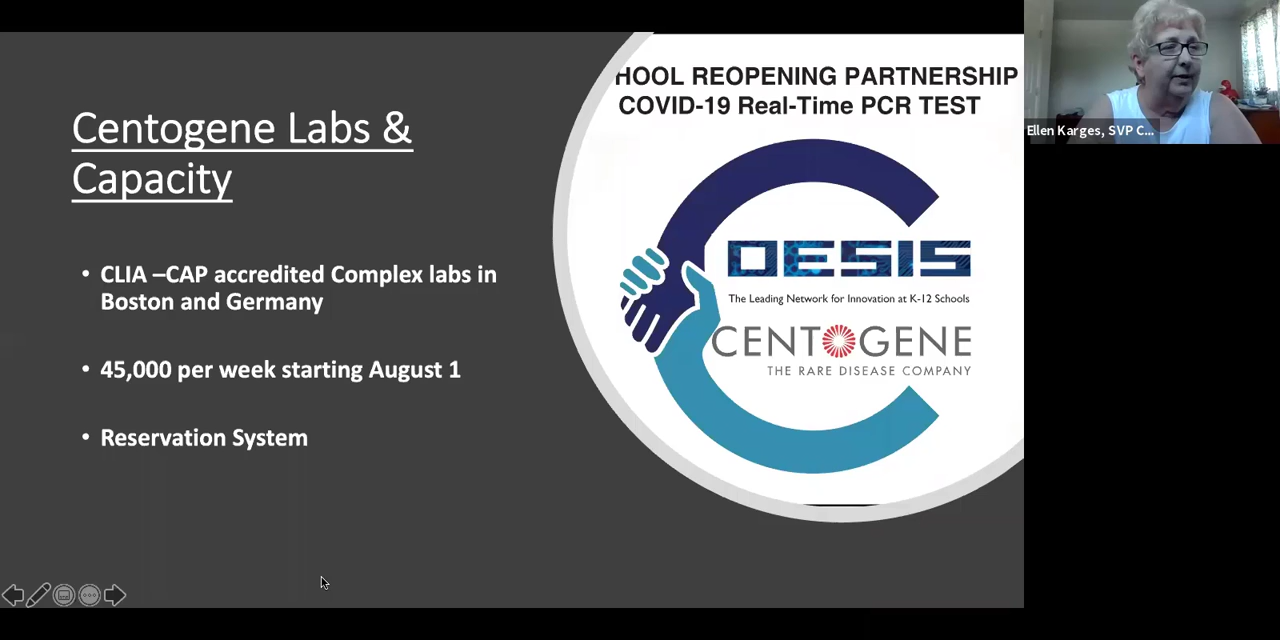 Centogene Labs &
Capacity
• CLIA –CAP accredited Complex labs in
Boston and Germany
• 45,000 per week starting August 1
• Reservation System
HOOL REOPENING PARTNERSHIP
COVID-19 Real-Time PCR TEST
OESIS
The Leading Network for Innovation at K-12 Schools
CENTOGENE
THE RARE DISEASE COMPANY
Ellen Karges, SVP C...